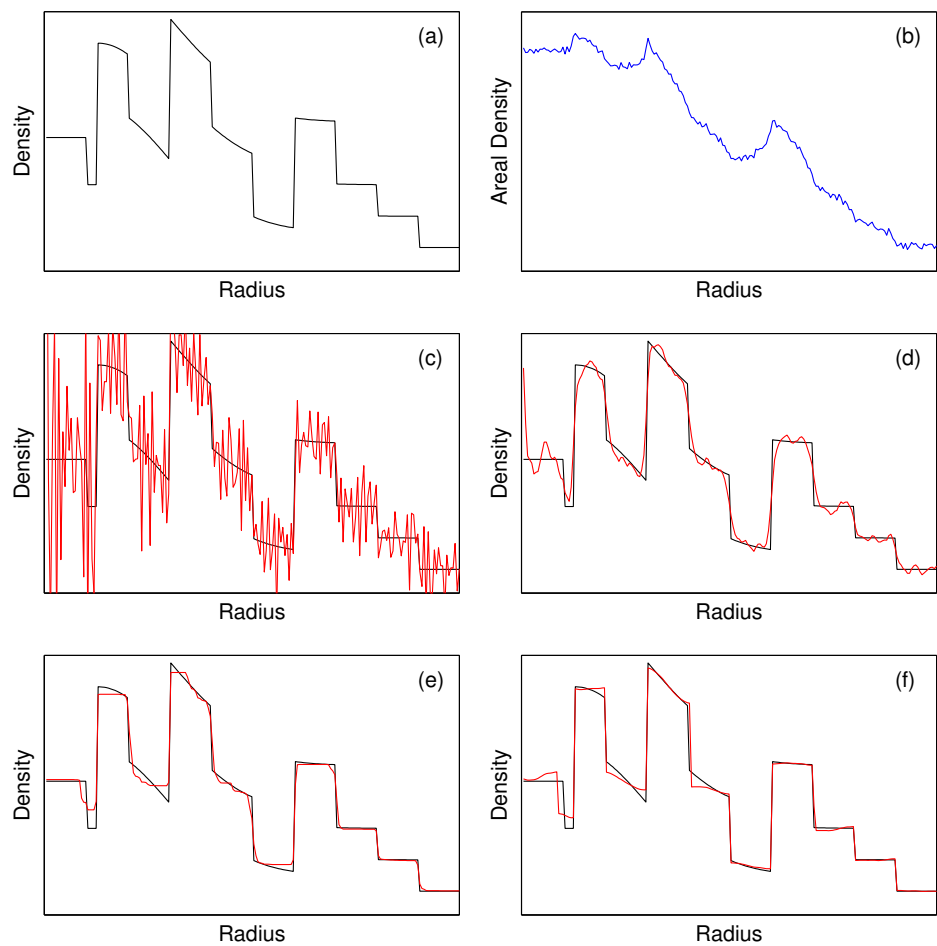 (a)
Density
Radius
(b)
Areal Density
Radius
(c)
Density
Radius
(d)
Density
Radius
(e)
Density
Radius
(f)
Density
Radius